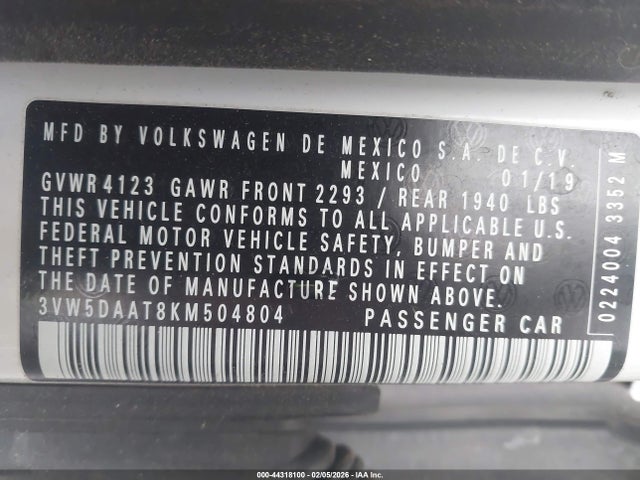 MFD BY VOLKSWAGEN DE MEXICO S.A. DE C.V.
MEXICO 01/19
GVWR 4123 GAWR FRONT 2293 / REAR 1940 LBS
THIS VEHICLE CONFORMS TO ALL APPLICABLE U.S.
FEDERAL MOTOR VEHICLE SAFETY, BUMPER AND
THEFT PREVENTION STANDARDS IN EFFECT ON
THE DATE OF MANUFACTURE SHOWN ABOVE.
3VW5DAAT8KM504804 PASSENGER CAR
0224004 3352 M
000-44318100 - 02/05/2026 - IAA Inc.